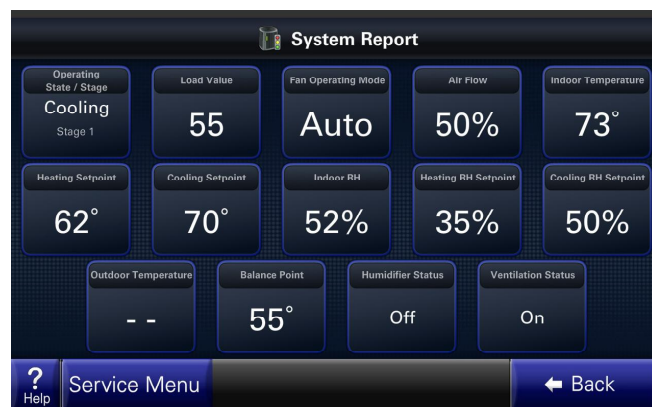 System Report
Operating
State / Stage
Cooling
Stage 1
Load Value
55
Fan Operating Mode
Auto
Air Flow
50%
Indoor Temperature
73°
Heating Setpoint
62°
Cooling Setpoint
70°
Indoor RH
52%
Heating RH Setpoint
35%
Cooling RH Setpoint
50%
Outdoor Temperature
- -
Balance Point
55°
Humidifier Status
Off
Ventilation Status
On
?
Help
Service Menu
Back